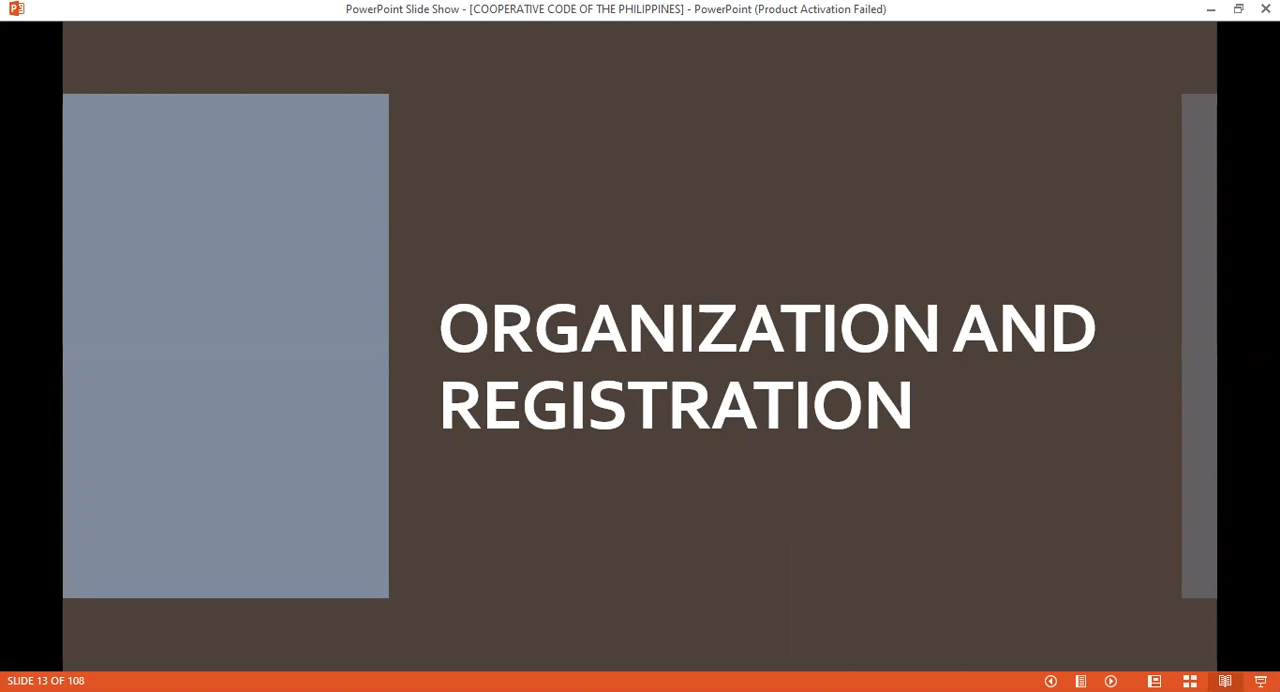 PowerPoint Slide Show - [COOPERATIVE CODE OF THE PHILIPPINES] - PowerPoint (Product Activation Failed)
ORGANIZATION AND
REGISTRATION
SLIDE 13 OF 108